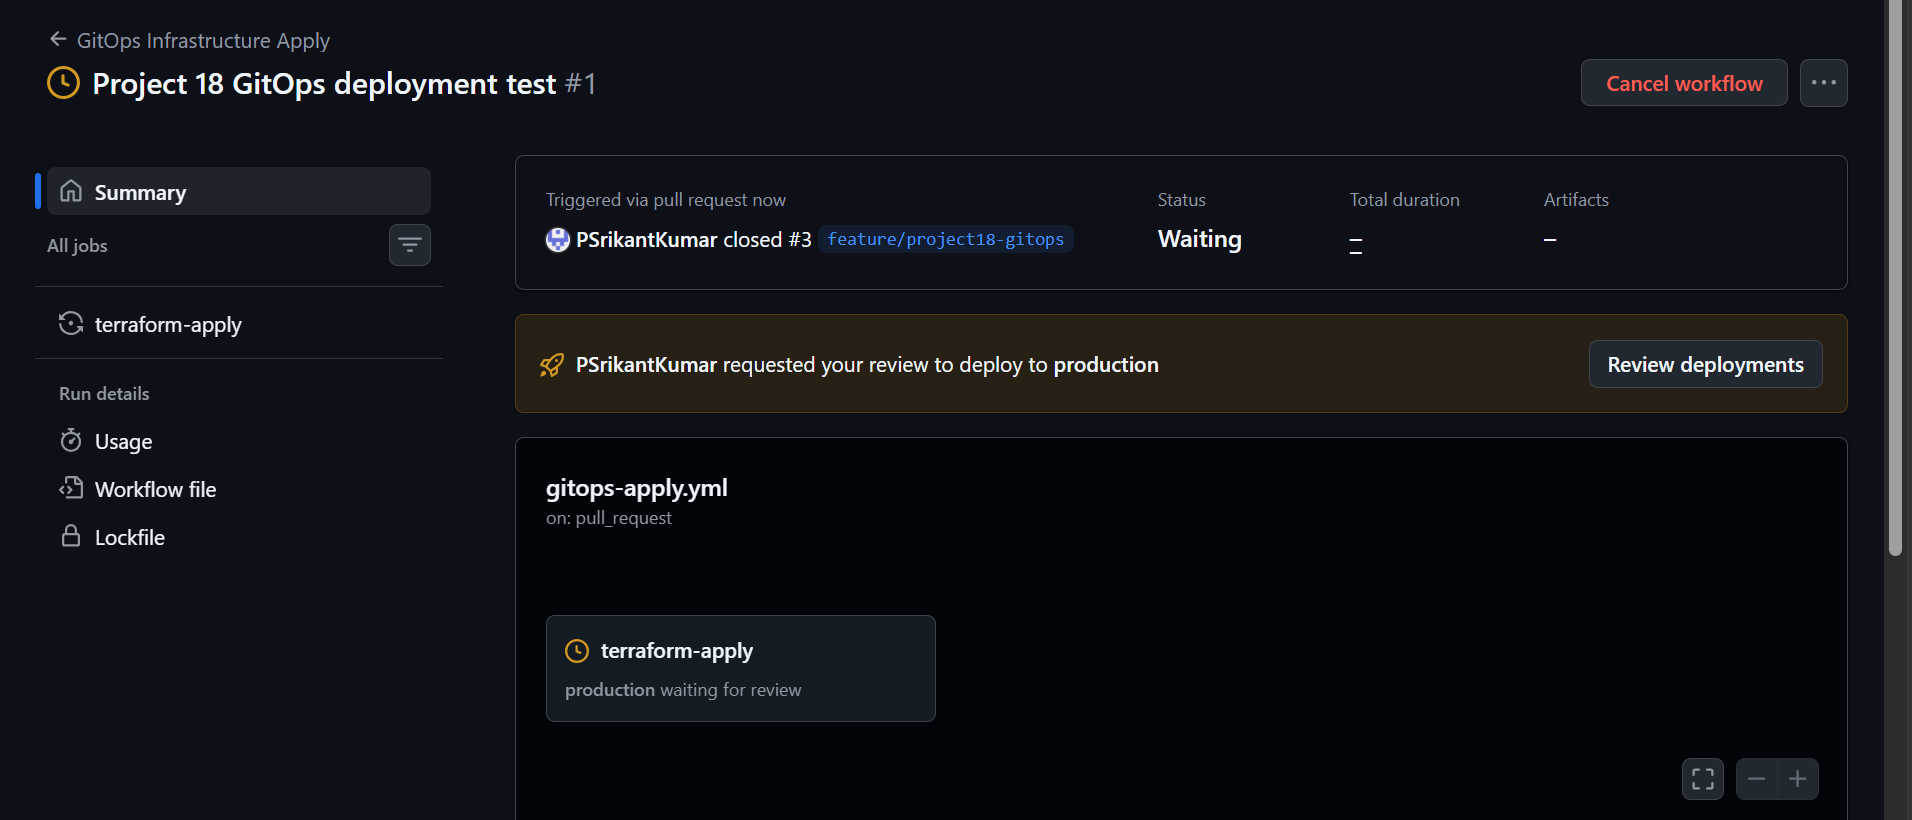 GitOps Infrastructure Apply
Project 18 GitOps deployment test #1
Cancel workflow
Summary
All jobs
terraform-apply
Run details
Usage
Workflow file
Lockfile
Triggered via pull request now
PSrikantKumar closed #3 feature/project18-gitops
Status
Waiting
Total duration
–
Artifacts
–
PSrikantKumar requested your review to deploy to production
Review deployments
gitops-apply.yml
on: pull_request
terraform-apply
production waiting for review